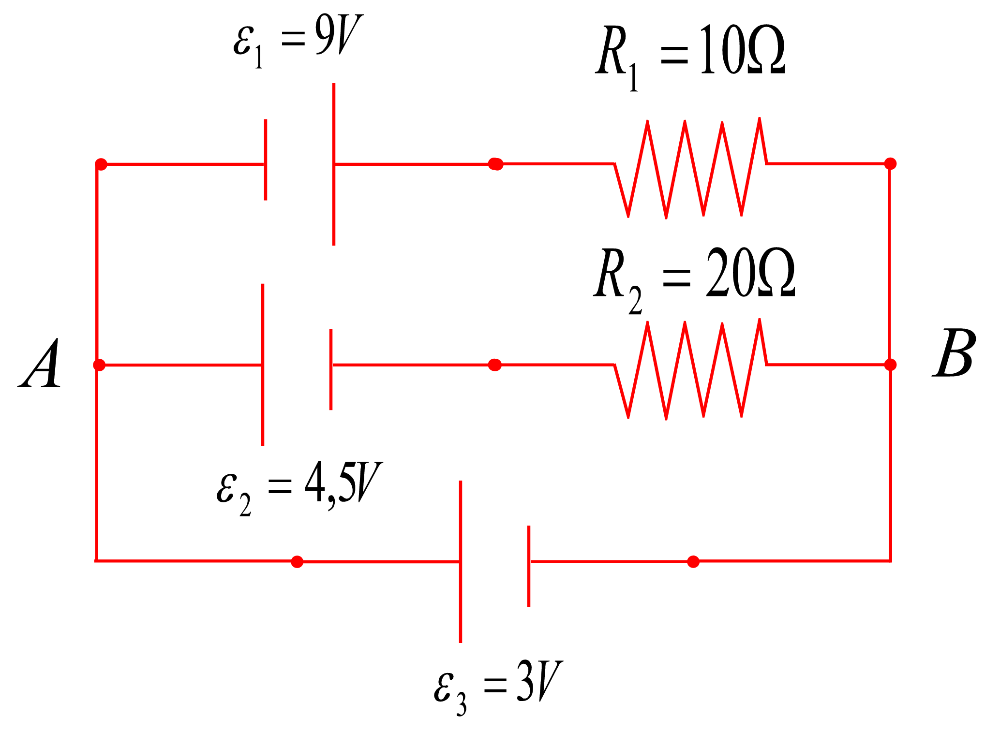 ε₁ = 9V
R₁ = 10Ω
R₂ = 20Ω
A
B
ε₂ = 4,5V
ε₃ = 3V